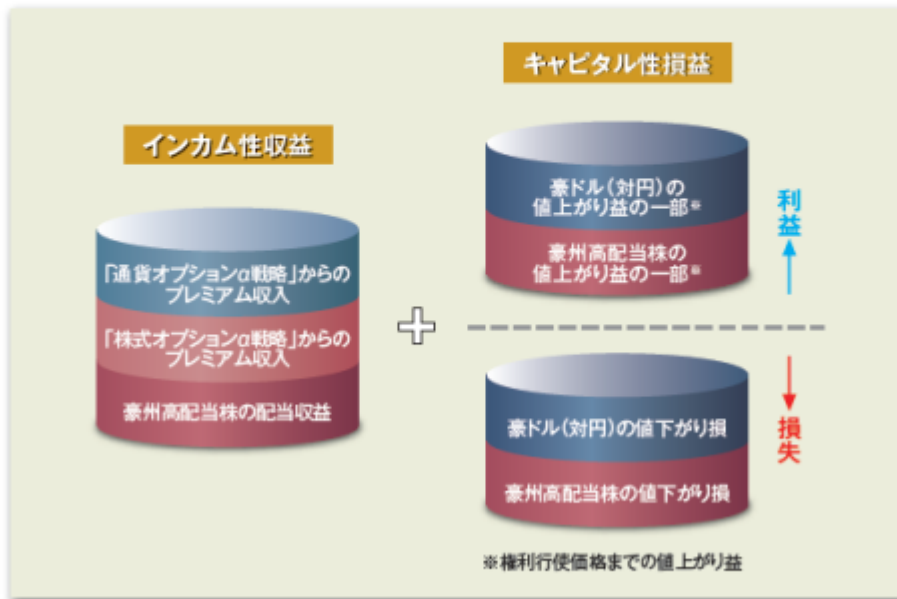 インカム性収益
「通貨オプションα戦略」からの
プレミアム収入
「株式オプションα戦略」からの
プレミアム収入
豪州高配当株の配当収益
+
キャピタル性損益
豪ドル(対円)の
値上がり益の一部※
豪州高配当株の
値上がり益の一部※
利益
豪ドル(対円)の値下がり損
豪州高配当株の値下がり損
損失
※権利行使価格までの値上がり益